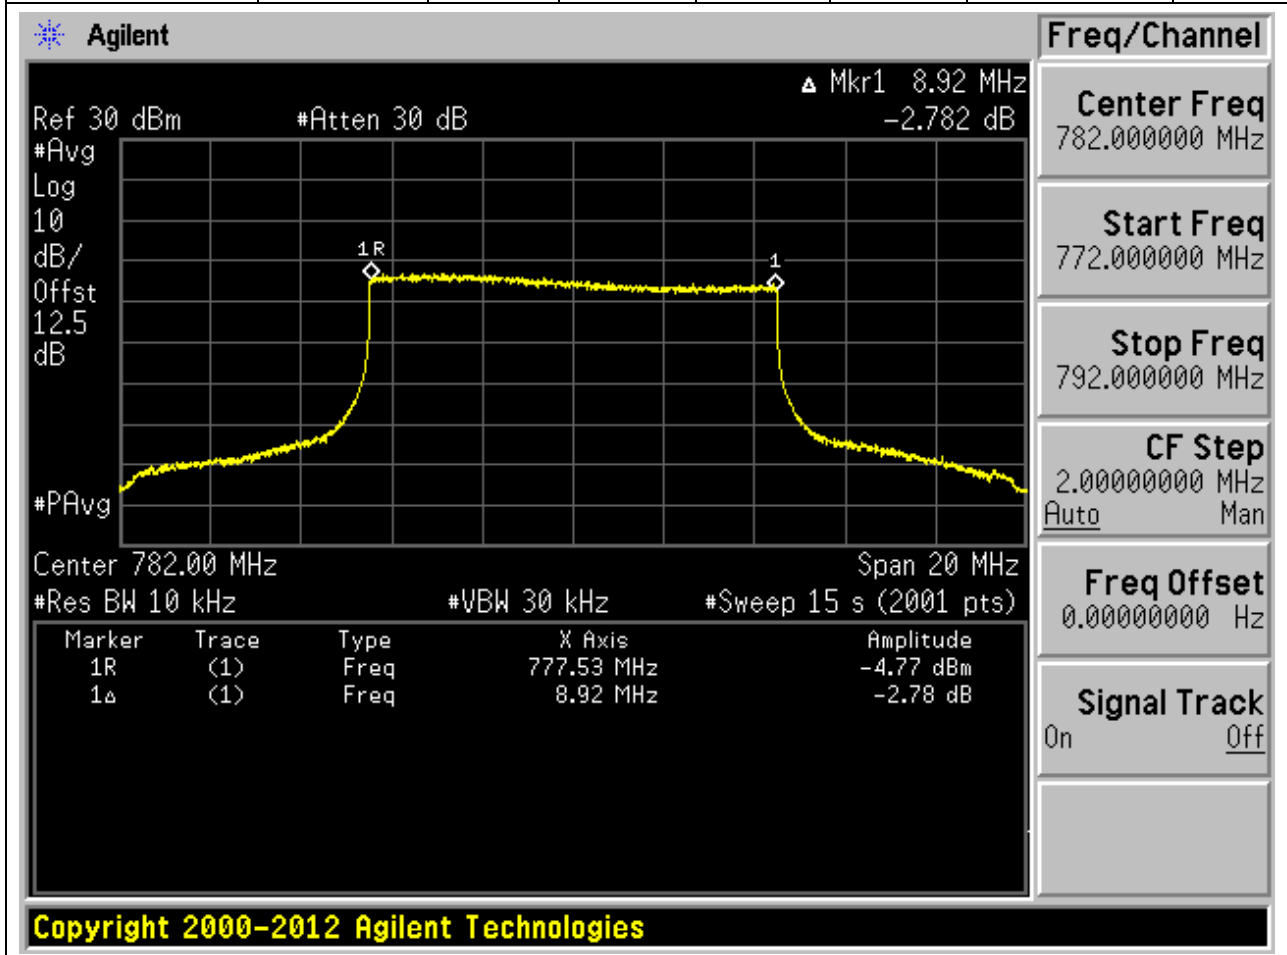 Agilent
Freq/Channel
▵ Mkr1 8.92 MHz
Ref 30 dBm #Atten 30 dB −2.782 dB
#Avg
Log
10
dB/
Offst
12.5
dB
#PAvg
1R
1
Center 782.00 MHz Span 20 MHz
#Res BW 10 kHz #VBW 30 kHz #Sweep 15 s (2001 pts)
Marker Trace Type X Axis Amplitude
1R (1) Freq 777.53 MHz −4.77 dBm
1▵ (1) Freq 8.92 MHz −2.78 dB
Center Freq
782.000000 MHz
Start Freq
772.000000 MHz
Stop Freq
792.000000 MHz
CF Step
2.00000000 MHz
Auto Man
Freq Offset
0.00000000 Hz
Signal Track
On Off
Copyright 2000−2012 Agilent Technologies